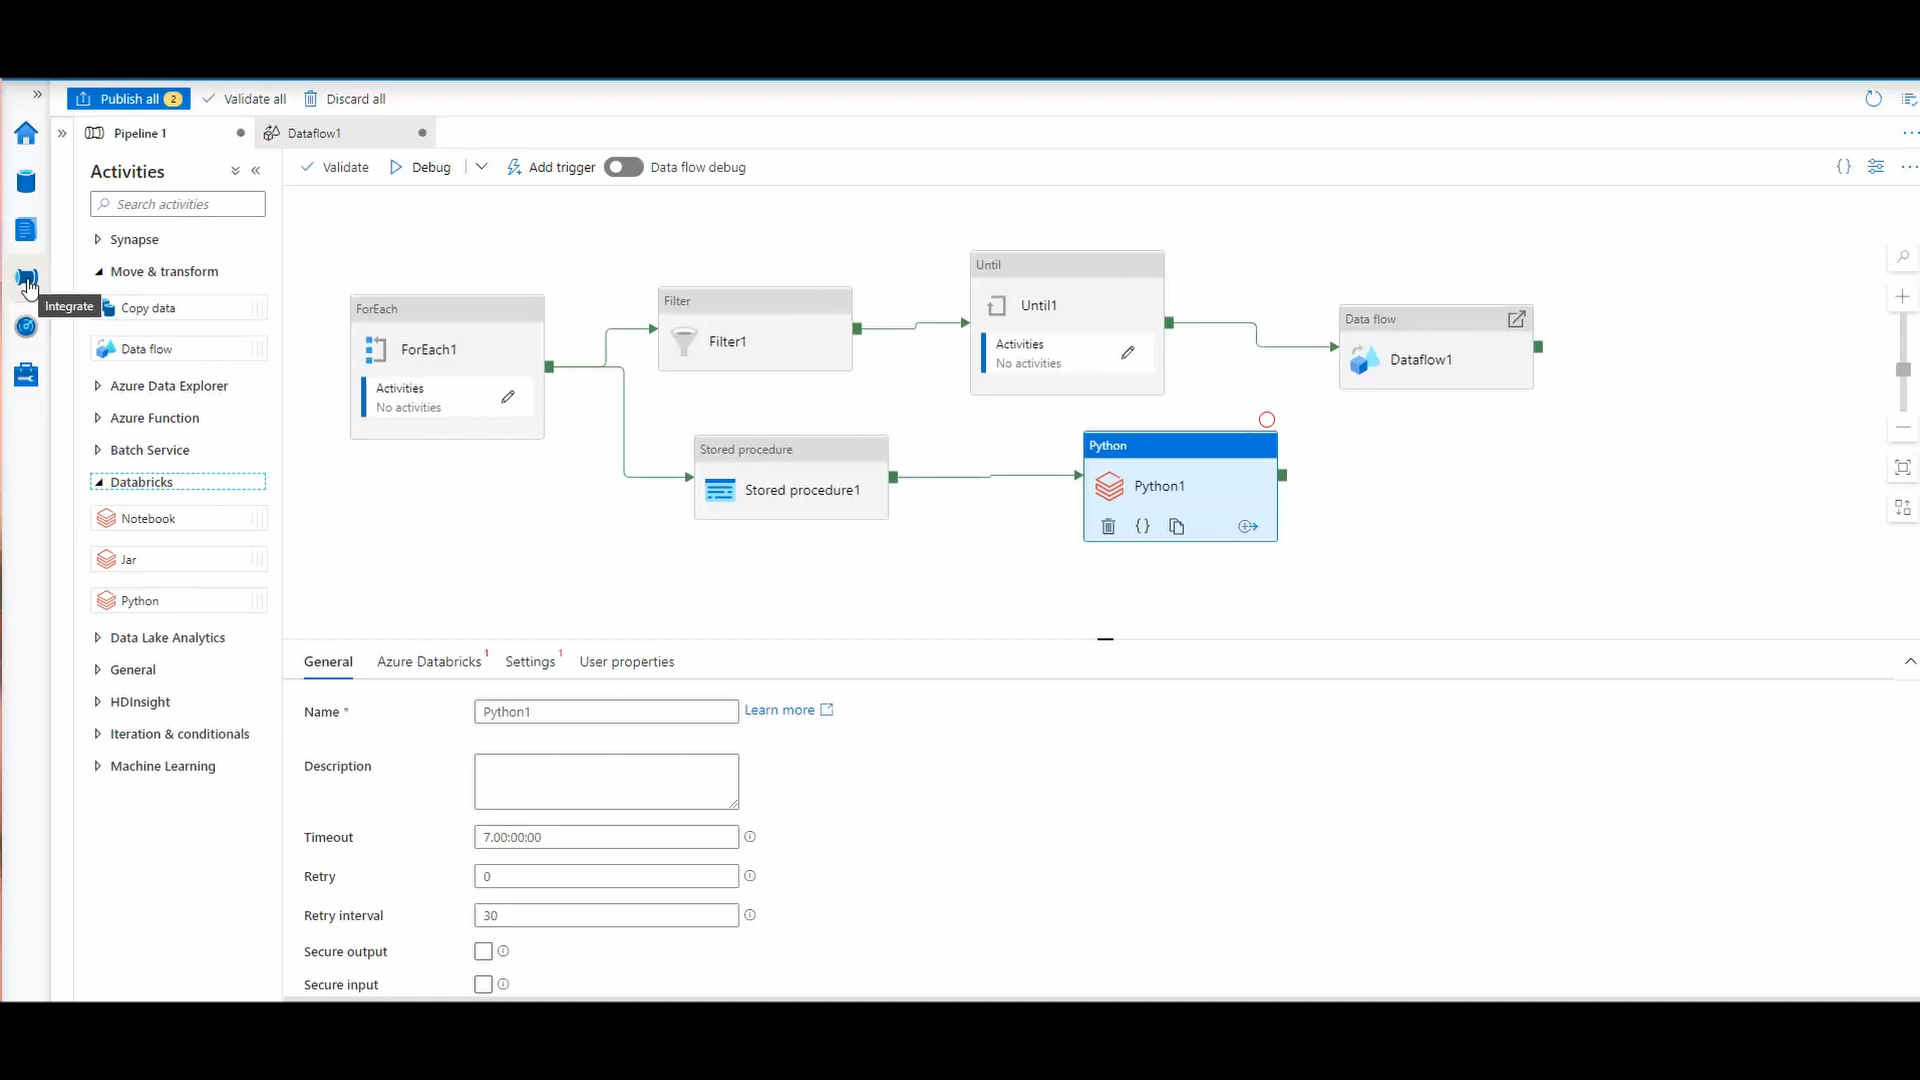 Publish all 2 Validate all Discard all
Pipeline 1 Dataflow1
Activities
Validate Debug Add trigger Data flow debug
Search activities
Synapse
Move & transform
Integrate
Copy data
Data flow
Azure Data Explorer
Azure Function
Batch Service
Databricks
Notebook
Jar
Python
Data Lake Analytics
General
HDInsight
Iteration & conditionals
Machine Learning
ForEach
ForEach1
Activities
No activities
Filter
Filter1
Until
Until1
Activities
No activities
Data flow
Dataflow1
Stored procedure
Stored procedure1
Python
Python1
{}
General Azure Databricks 1 Settings 1 User properties
Name * Python1 Learn more
Description
Timeout 7.00:00:00
Retry 0
Retry interval 30
Secure output
Secure input